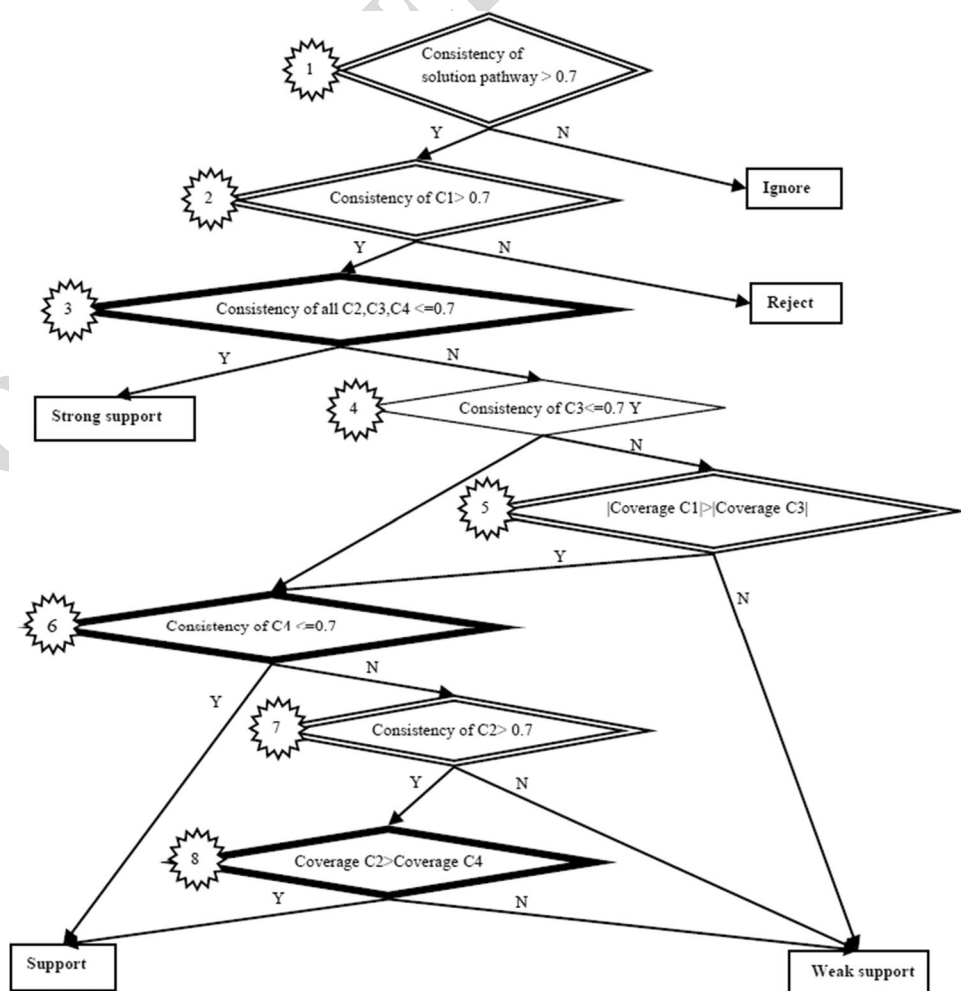 1
Consistency of
solution pathway > 0.7
Y
N
Ignore
2
Consistency of C1> 0.7
Y
N
Reject
3
Consistency of all C2,C3,C4 <=0.7
Y
N
Strong support
4
Consistency of C3<=0.7 Y
N
5
|Coverage C1|>|Coverage C3|
Y
N
6
Consistency of C4 <=0.7
Y
N
7
Consistency of C2> 0.7
Y
N
8
Coverage C2>Coverage C4
Y
N
Support
Weak support